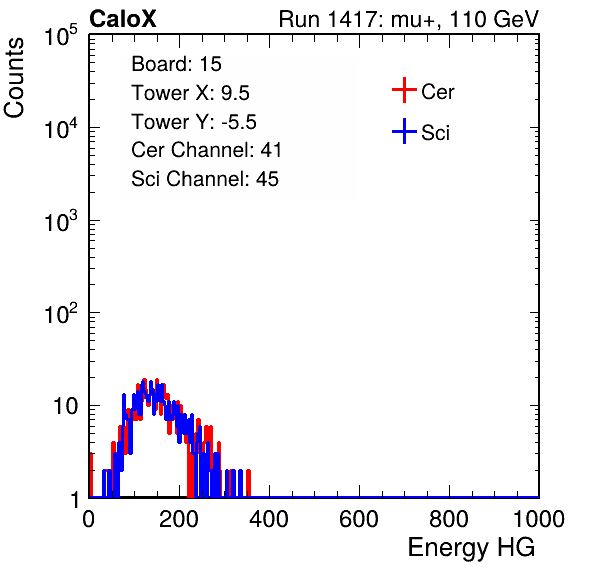 CaloX Run 1417: mu+, 110 GeV
Counts
Board: 15
Tower X: 9.5
Tower Y: -5.5
Cer Channel: 41
Sci Channel: 45
Cer
Sci
10^5
10^4
10^3
10^2
10
1
0 200 400 600 800 1000
Energy HG